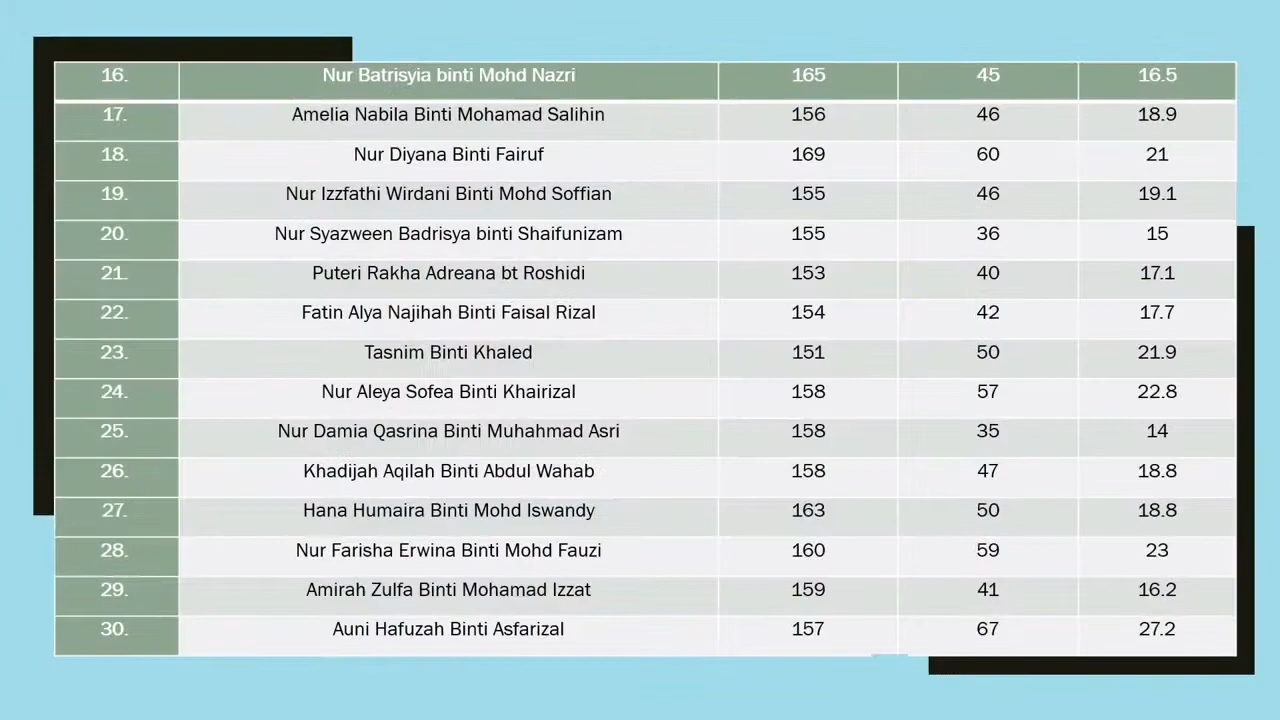 16. Nur Batrisyia binti Mohd Nazri 165 45 16.5
17. Amelia Nabila Binti Mohamad Salihin 156 46 18.9
18. Nur Diyana Binti Fairuf 169 60 21
19. Nur Izzfathi Wirdani Binti Mohd Soffian 155 46 19.1
20. Nur Syazween Badrisya binti Shaifunizam 155 36 15
21. Puteri Rakha Adreana bt Roshidi 153 40 17.1
22. Fatin Alya Najihah Binti Faisal Rizal 154 42 17.7
23. Tasnim Binti Khaled 151 50 21.9
24. Nur Aleya Sofea Binti Khairizal 158 57 22.8
25. Nur Damia Qasrina Binti Muhahmad Asri 158 35 14
26. Khadijah Aqilah Binti Abdul Wahab 158 47 18.8
27. Hana Humaira Binti Mohd Iswandy 163 50 18.8
28. Nur Farisha Erwina Binti Mohd Fauzi 160 59 23
29. Amirah Zulfa Binti Mohamad Izzat 159 41 16.2
30. Auni Hafuzah Binti Asfarizal 157 67 27.2